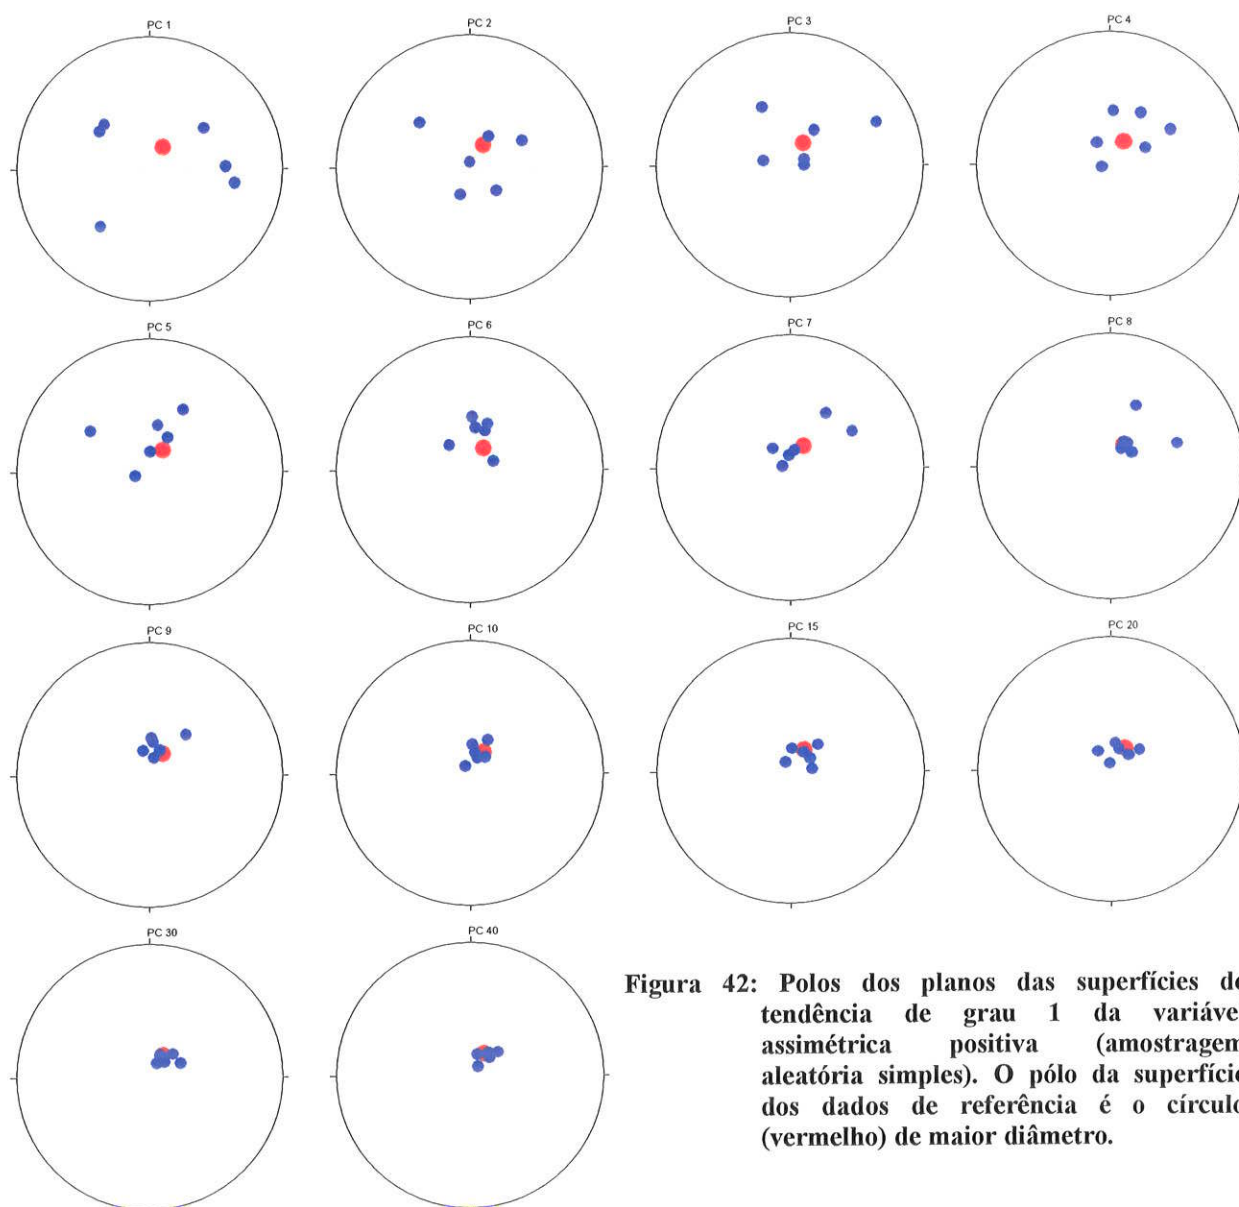 PC 1
PC 2
PC 3
PC 4
PC 5
PC 6
PC 7
PC 8
PC 9
PC 10
PC 15
PC 20
PC 30
PC 40
Figura 42: Polos dos planos das superfícies de
tendência de grau 1 da variáve
assimétrica positiva (amostragem
aleatória simples). O pólo da superfície
dos dados de referência é o círculo
(vermelho) de maior diâmetro.